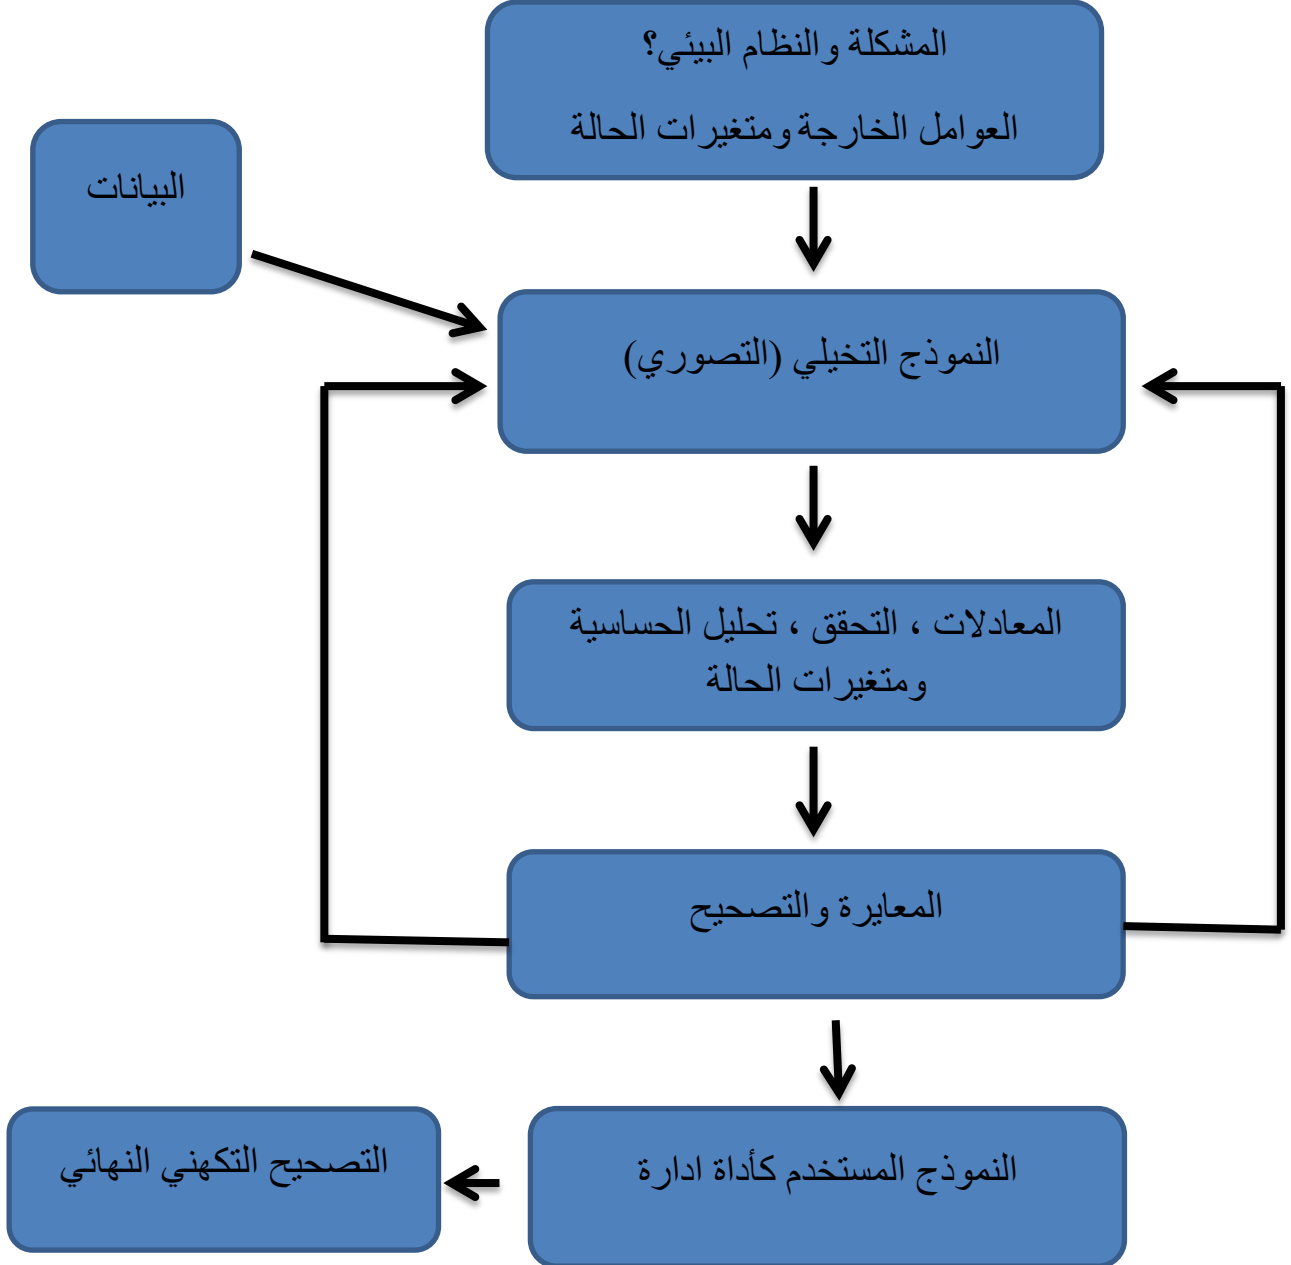 المشكلة والنظام البيئي؟
العوامل الخارجة ومتغيرات الحالة
البيانات
النموذج التخيلي (التصوري)
المعادلات ، التحقق ، تحليل الحساسية
ومتغيرات الحالة
المعايرة والتصحيح
النموذج المستخدم كأداة ادارة
التصحيح التكهني النهائي